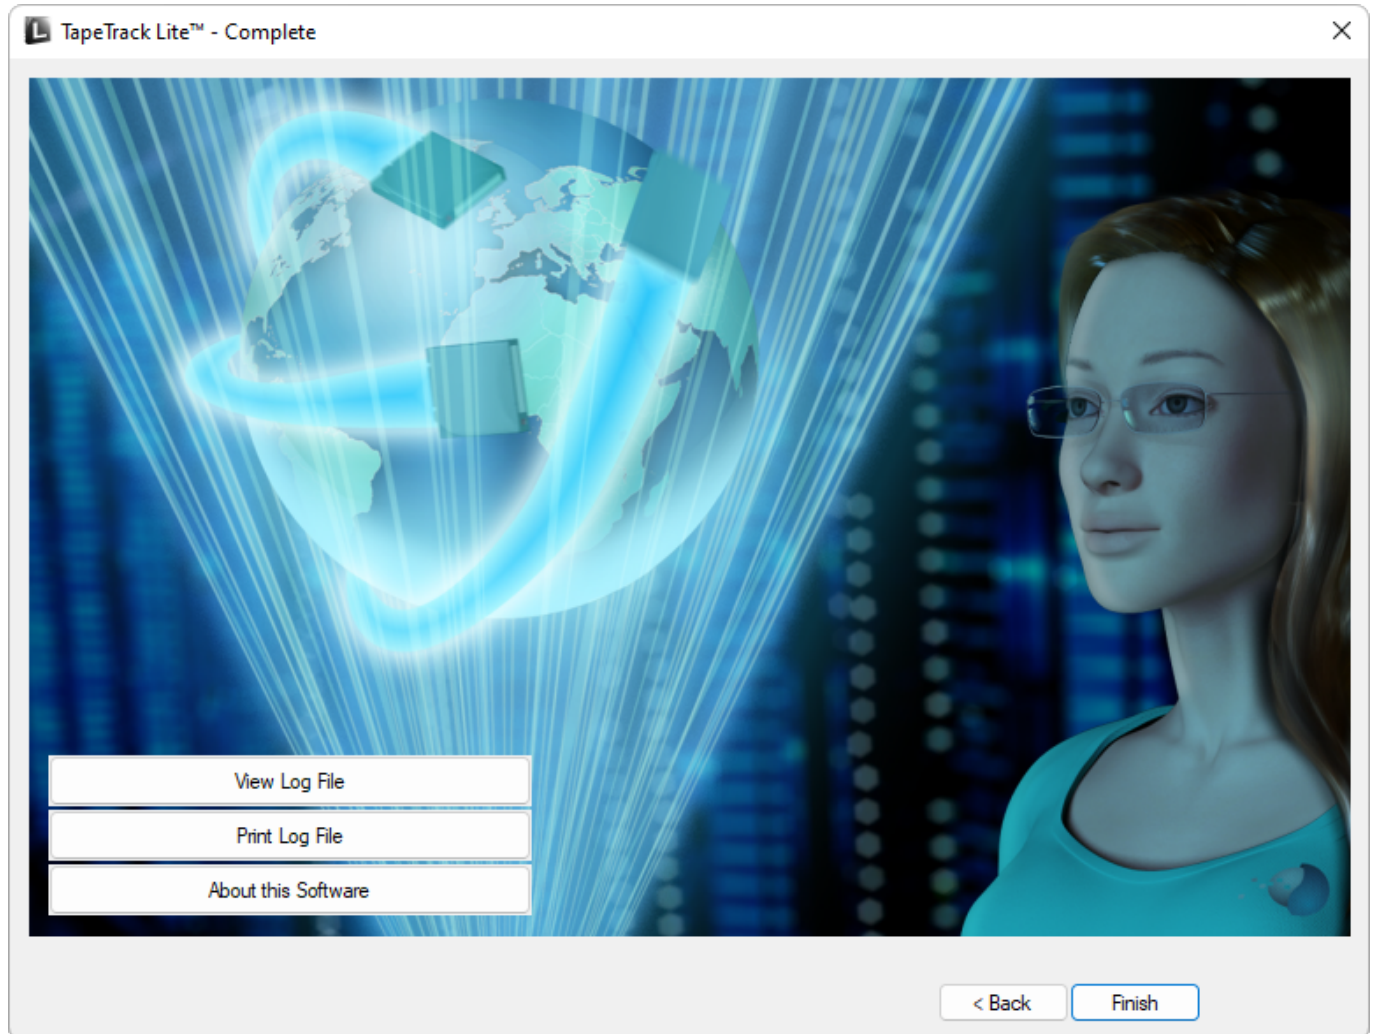 TapeTrack Lite™ - Complete
View Log File
Print Log File
About this Software
< Back
Finish